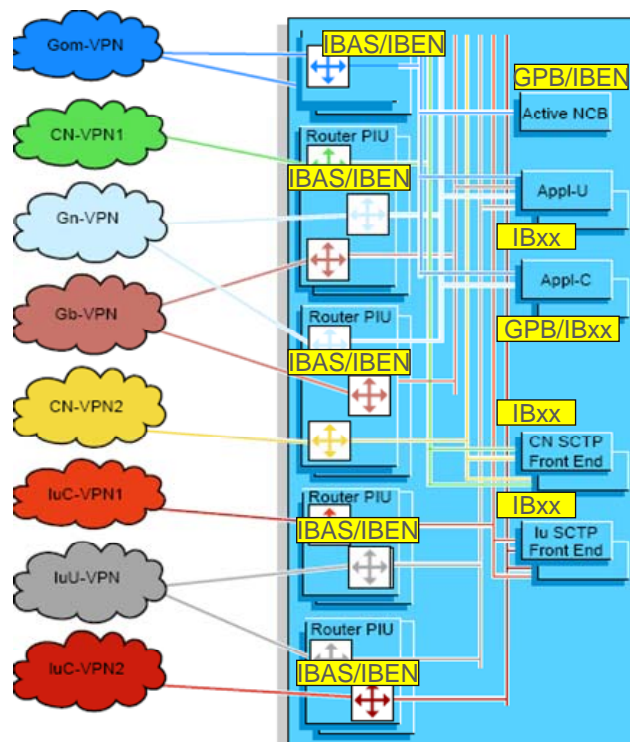 Gom-VPN
CN-VPN1
Gn-VPN
Gb-VPN
CN-VPN2
IuC-VPN1
IuU-VPN
IuC-VPN2
IBAS/IBEN
Router PIU
IBAS/IBEN
Router PIU
IBAS/IBEN
Router PIU
IBAS/IBEN
Router PIU
IBAS/IBEN
GPB/IBEN
Active NCB
Appl-U
IBxx
Appl-C
GPB/IBxx
IBxx
CN SCTP
Front End
IBxx
Iu SCTP
Front End